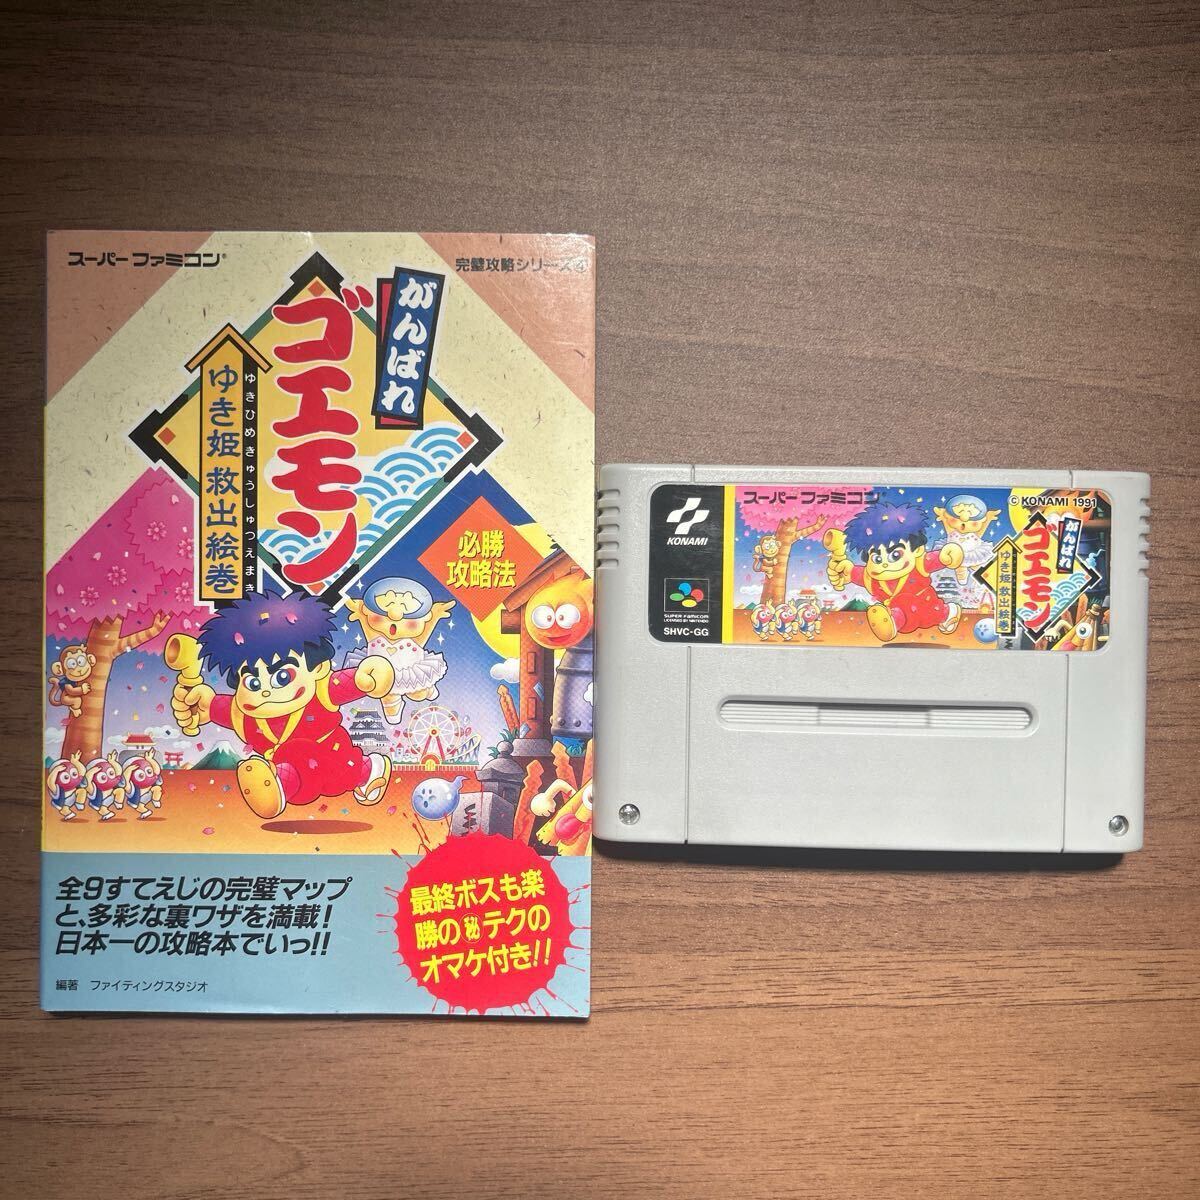 スーパーファミコン®
完璧攻略シリーズ④
がんばれ
ゴエモン
ゆきひめきゅうしゅつえまき
ゆき姫救出絵巻
必勝
攻略法
全9すてえじの完璧マップ
と、多彩な裏ワザを満載!
日本一の攻略本でいっ!!
最終ボスも楽
勝の㊙テクの
オマケ付き!!
編著 ファイティングスタジオ
KONAMI
SUPER FAMICOM
LICENSED BY NINTENDO
SHVC-GG
スーパーファミコン®
© KONAMI 1991
がんばれ
ゴエモン
ゆき姫救出絵巻
TM